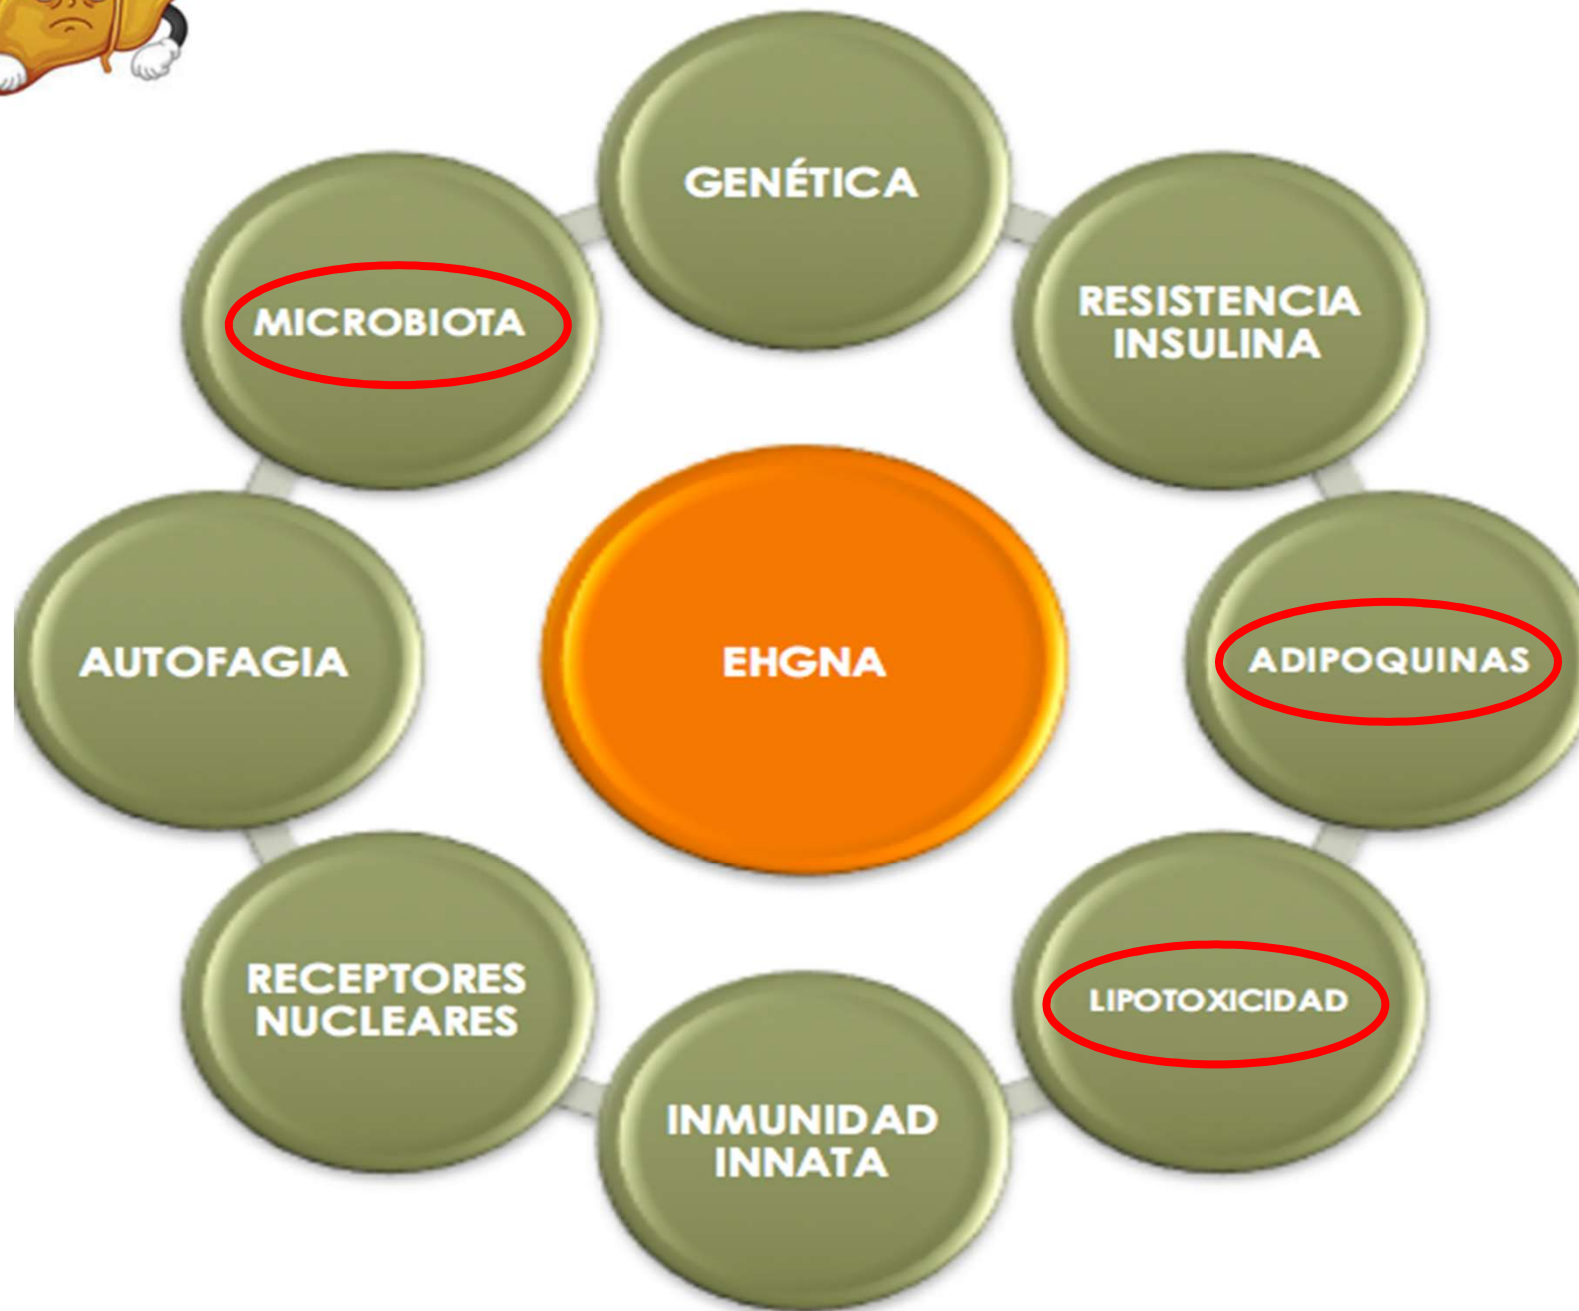 GENÉTICA
RESISTENCIA
INSULINA
MICROBIOTA
ADIPOQUINAS
EHGNA
AUTOFAGIA
LIPOTOXICIDAD
RECEPTORES
NUCLEARES
INMUNIDAD
INNATA